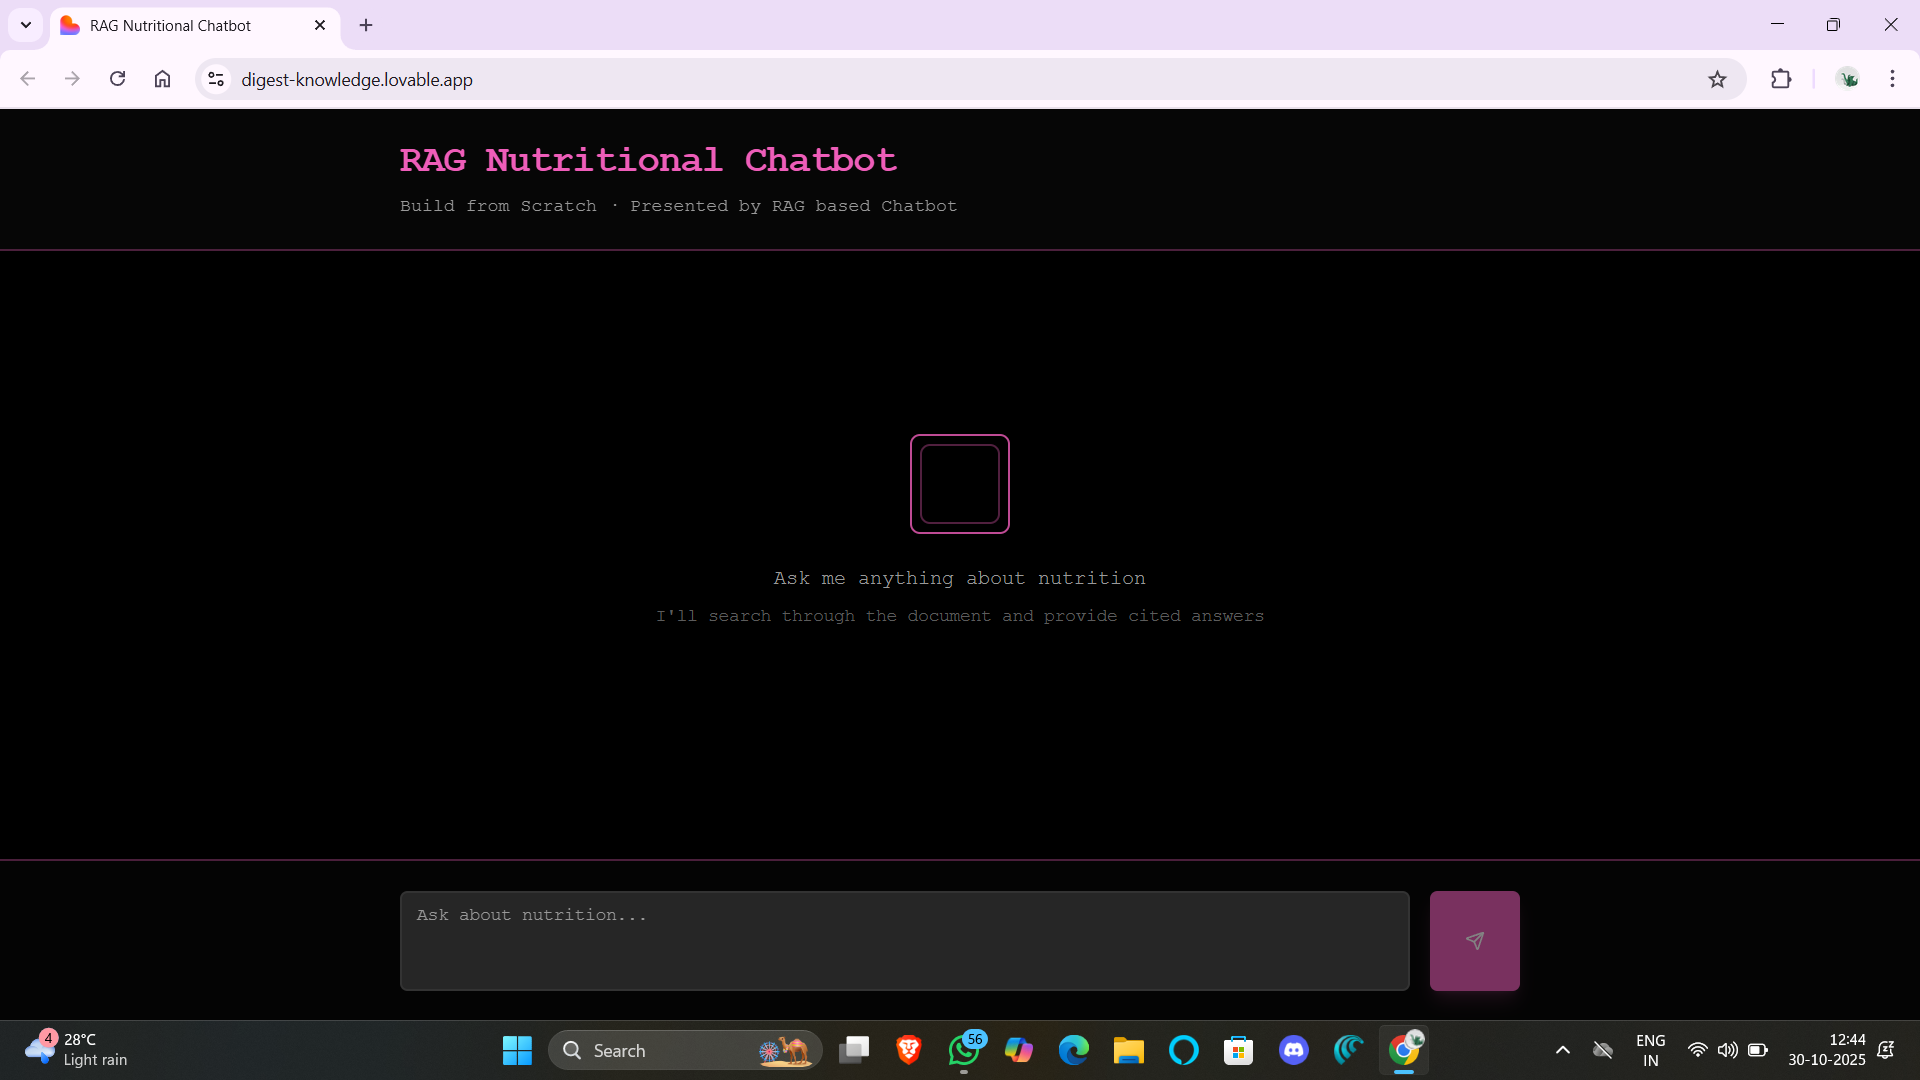 RAG Nutritional Chatbot
digest-knowledge.lovable.app
RAG Nutritional Chatbot
Build from Scratch · Presented by RAG based Chatbot
Ask me anything about nutrition
I'll search through the document and provide cited answers
Ask about nutrition...
4
28°C
Light rain
Search
56
ENG
IN
12:44
30-10-2025